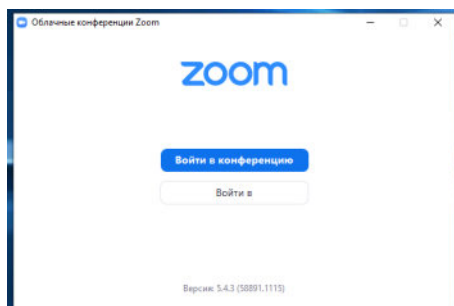 Облачные конференции Zoom
zoom
Войти в конференцию
Войти в
Версия: 5.4.3 (58891.1115)